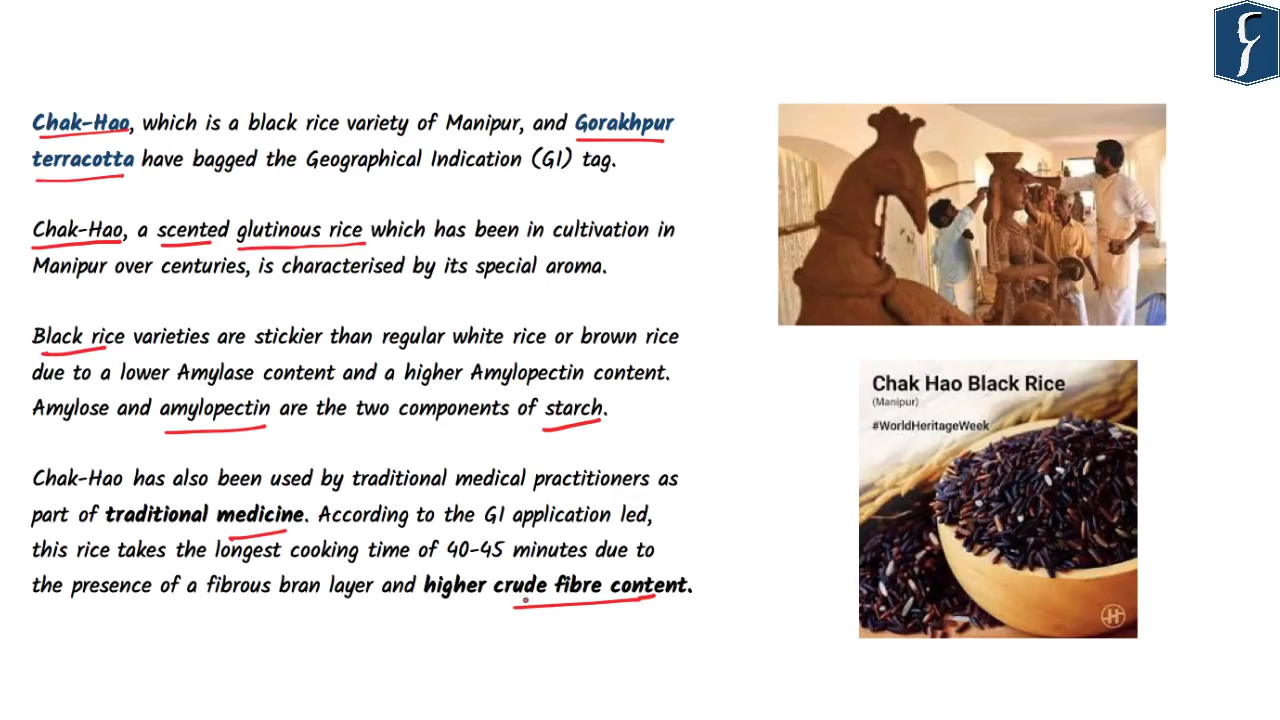 Chak-Hao, which is a black rice variety of Manipur, and Gorakhpur
terracotta have bagged the Geographical Indication (GI) tag.
Chak-Hao, a scented glutinous rice which has been in cultivation in
Manipur over centuries, is characterised by its special aroma.
Black rice varieties are stickier than regular white rice or brown rice
due to a lower Amylase content and a higher Amylopectin content.
Amylose and amylopectin are the two components of starch.
Chak-Hao has also been used by traditional medical practitioners as
part of traditional medicine. According to the GI application led,
this rice takes the longest cooking time of 40-45 minutes due to
the presence of a fibrous bran layer and higher crude fibre content.
Chak Hao Black Rice
(Manipur)
#WorldHeritageWeek